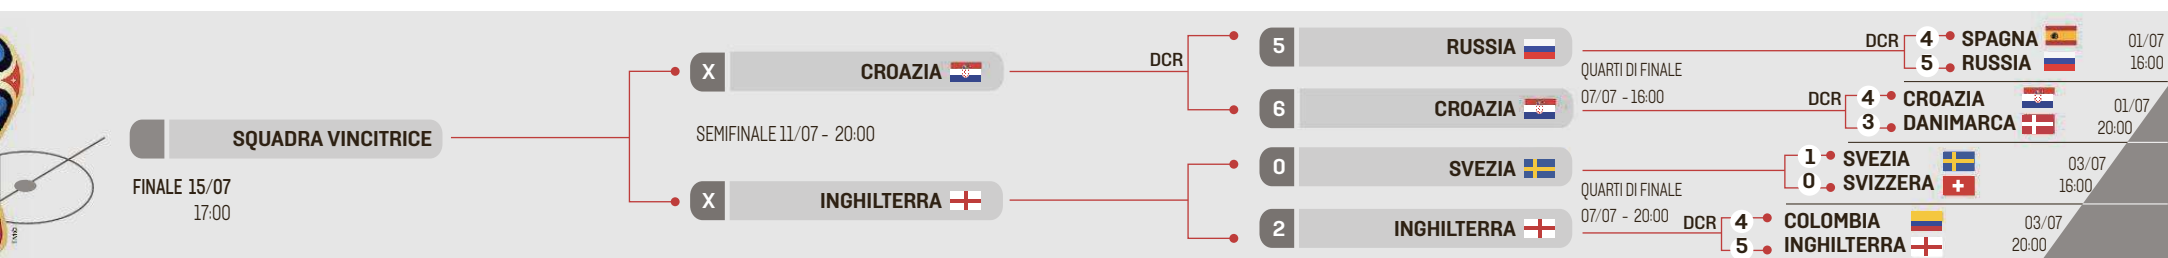 SQUADRA VINCITRICE
FINALE 15/07
17:00
X CROAZIA
SEMIFINALE 11/07 - 20:00
X INGHILTERRA
DCR
5 RUSSIA
QUARTI DI FINALE
07/07 - 16:00
6 CROAZIA
0 SVEZIA
QUARTI DI FINALE
07/07 - 20:00
2 INGHILTERRA
DCR
4 SPAGNA 01/07
5 RUSSIA 16:00
DCR
4 CROAZIA 01/07
3 DANIMARCA 20:00
1 SVEZIA 03/07
0 SVIZZERA 16:00
DCR
4 COLOMBIA 03/07
5 INGHILTERRA 20:00